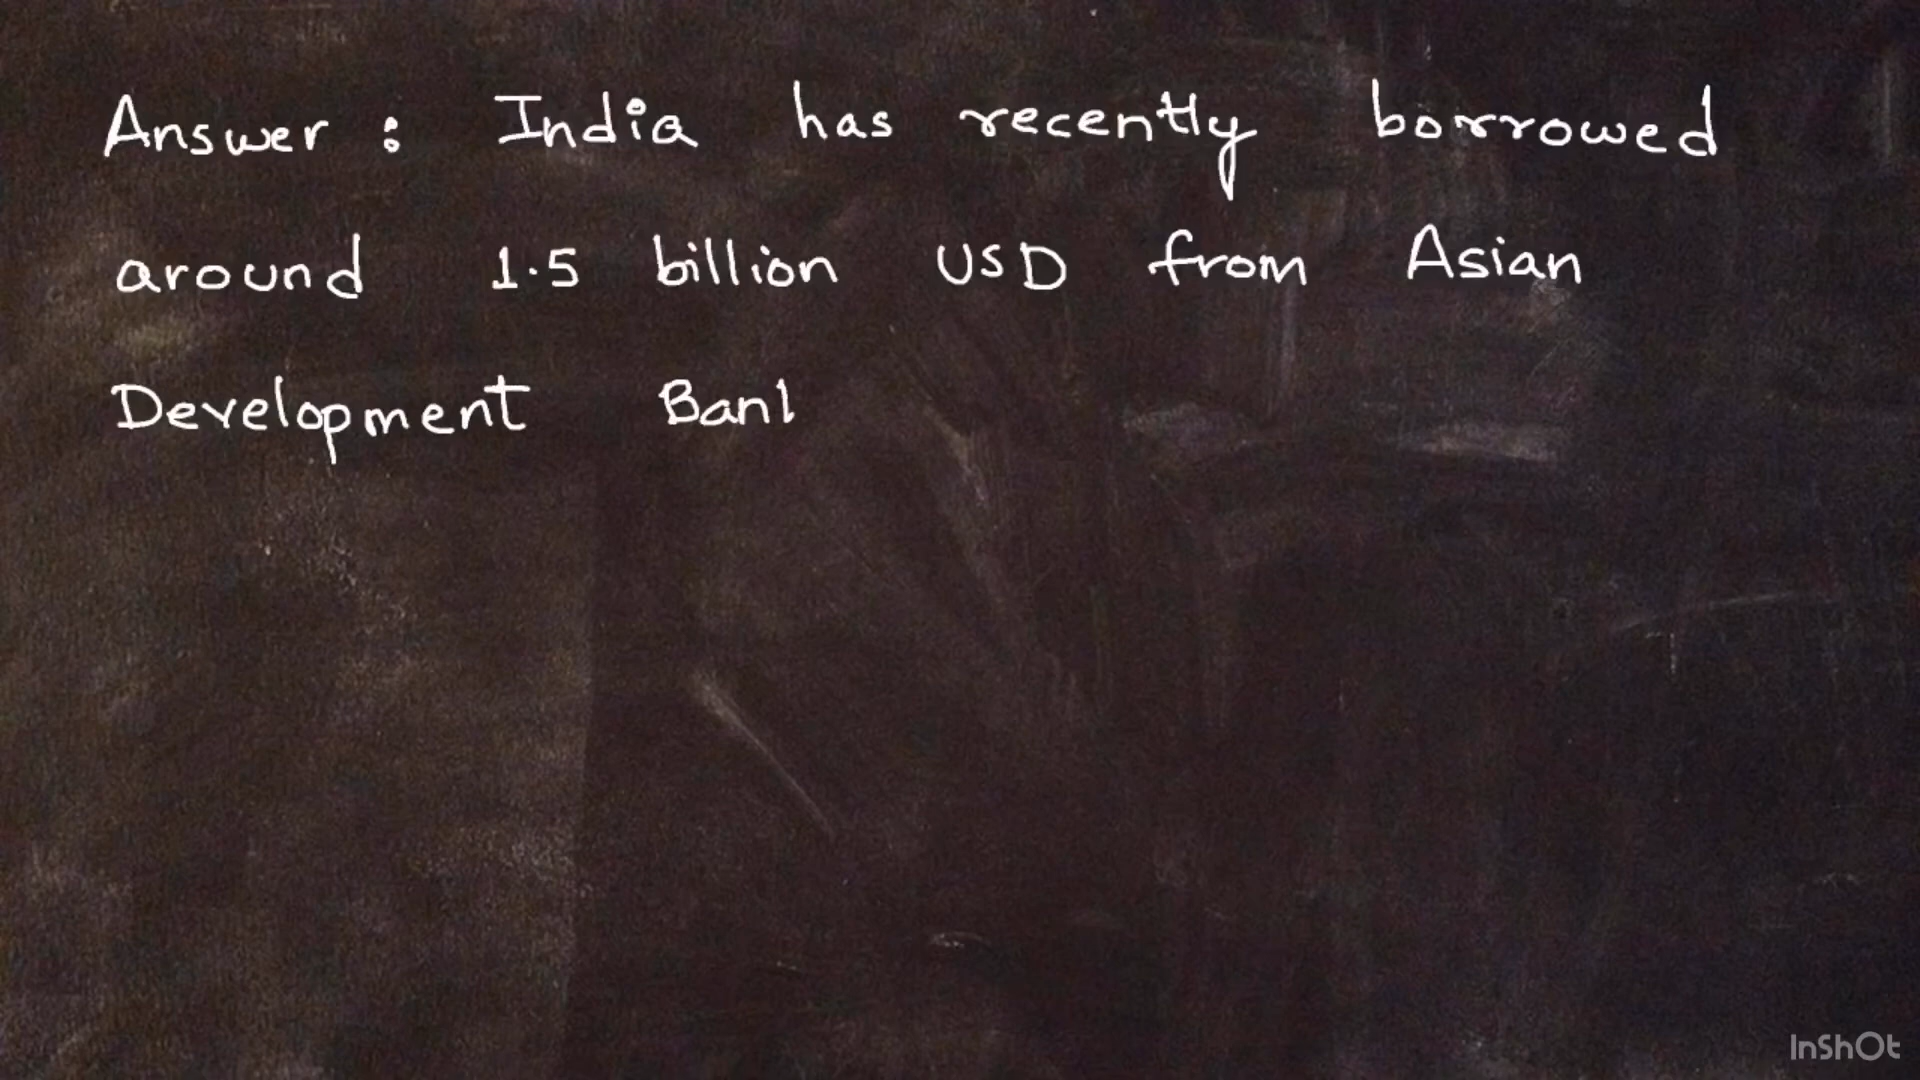 Answer : India has recently borrowed
around 1.5 billion USD from Asian
Development Banl
InShOt